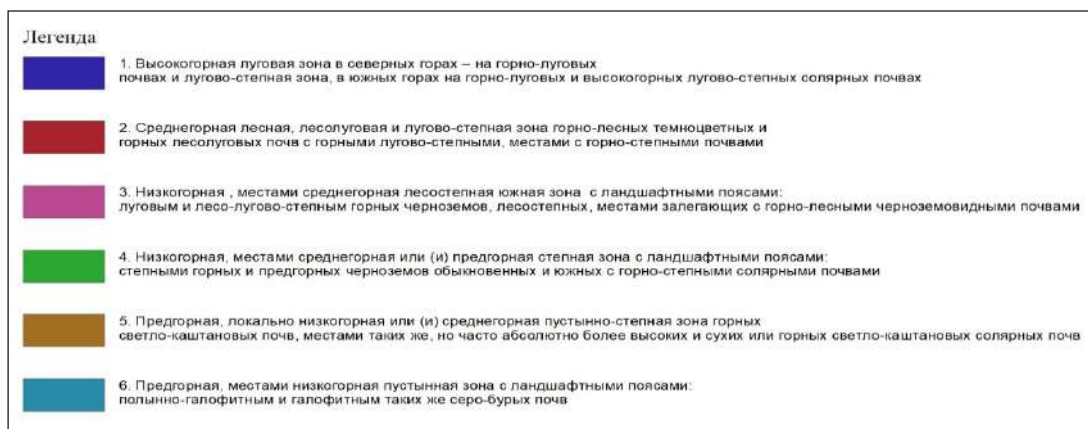 Легенда
1. Высокогорная луговая зона в северных горах – на горно-луговых
почвах и лугово-степная зона, в южных горах на горно-луговых и высокогорных лугово-степных солярных почвах
2. Среднегорная лесная, лесолуговая и лугово-степная зона горно-лесных темноцветных и
горных лесолуговых почв с горными лугово-степными, местами с горно-степными почвами
3. Низкогорная , местами среднегорная лесостепная южная зона с ландшафтными поясами:
луговым и лесо-лугово-степным горных черноземов, лесостепных, местами залегающих с горно-лесными черноземовидными почвами
4. Низкогорная, местами среднегорная или (и) предгорная степная зона с ландшафтными поясами:
степными горных и предгорных черноземов обыкновенных и южных с горно-степными солярными почвами
5. Предгорная, локально низкогорная или (и) среднегорная пустынно-степная зона горных
светло-каштановых почв, местами таких же, но часто абсолютно более высоких и сухих или горных светло-каштановых солярных почв
6. Предгорная, местами низкогорная пустынная зона с ландшафтными поясами:
полынно-галофитным и галофитным таких же серо-бурых почв